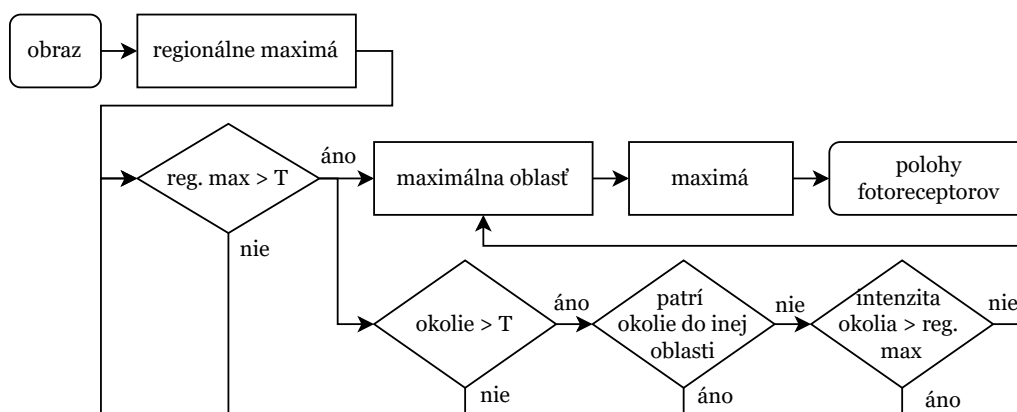 obraz
regionálne maximá
reg. max > T
áno
nie
maximálna oblasť
maximá
polohy
fotoreceptorov
okolie > T
áno
nie
patrí
okolie do inej
oblasti
nie
áno
intenzita
okolia > reg.
max
nie
áno